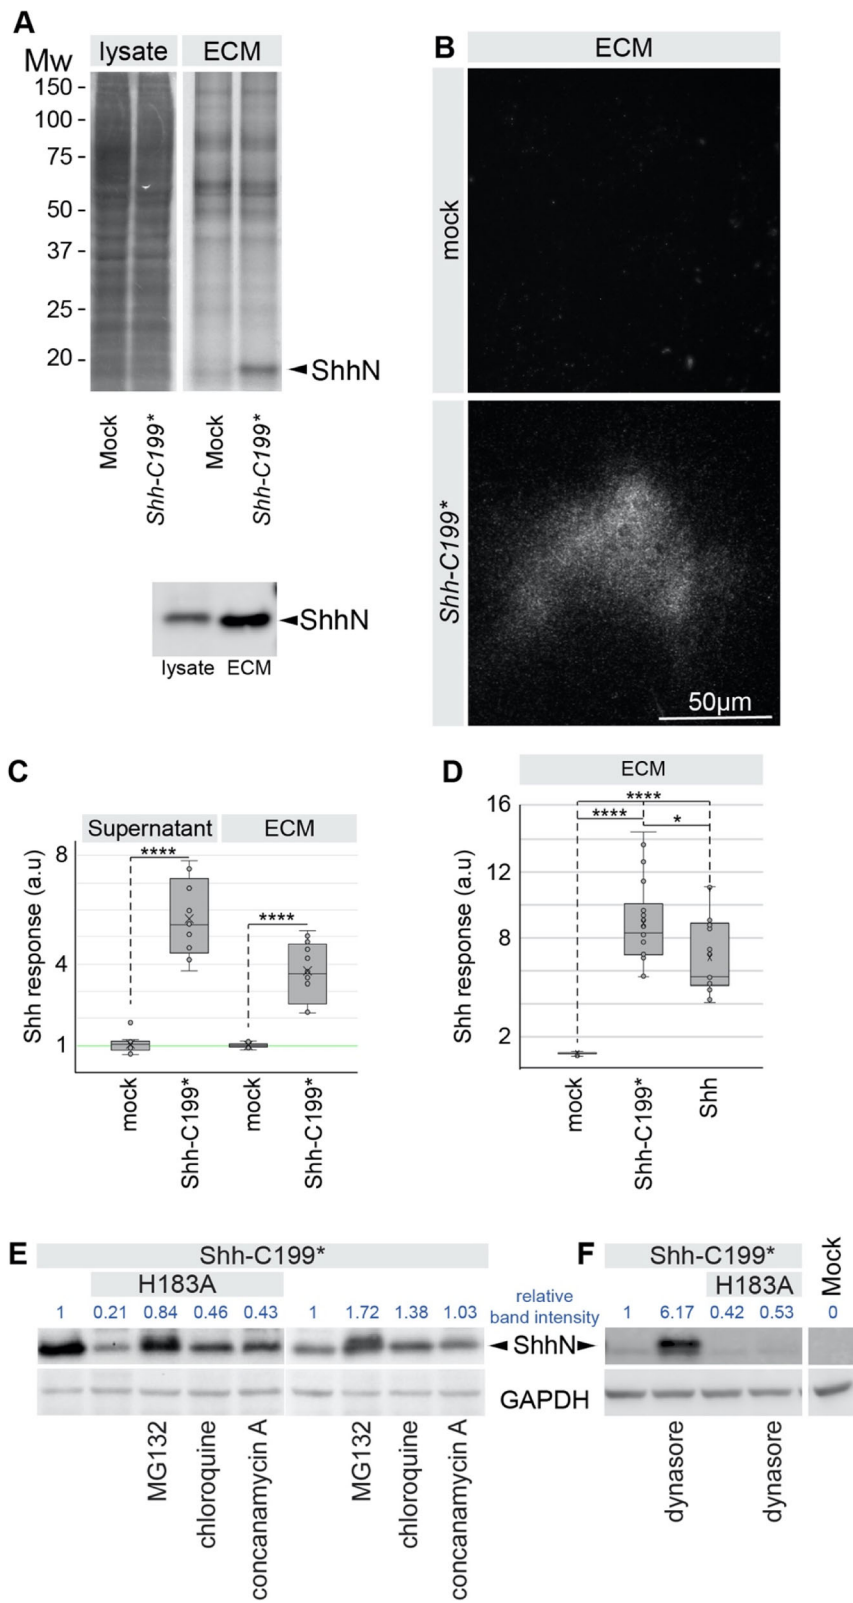 A
lysate ECM
Mw
150 -
100 -
75 -
50 -
37 -
25 -
20 -
ShhN
Mock
Shh-C199*
Mock
Shh-C199*
ShhN
lysate ECM
B
ECM
mock
Shh-C199*
50μm
C
Supernatant ECM
Shh response (a.u)
8
4
1
****
****
mock
Shh-C199*
mock
Shh-C199*
D
ECM
Shh response (a.u)
16
12
8
2
****
**** *
mock
Shh-C199*
Shh
E
Shh-C199*
H183A
1 0.21 0.84 0.46 0.43 1 1.72 1.38 1.03
relative
band intensity
ShhN
GAPDH
MG132
chloroquine
concanamycin A
MG132
chloroquine
concanamycin A
F
Shh-C199*
H183A
Mock
1 6.17 0.42 0.53 0
dynasore
dynasore